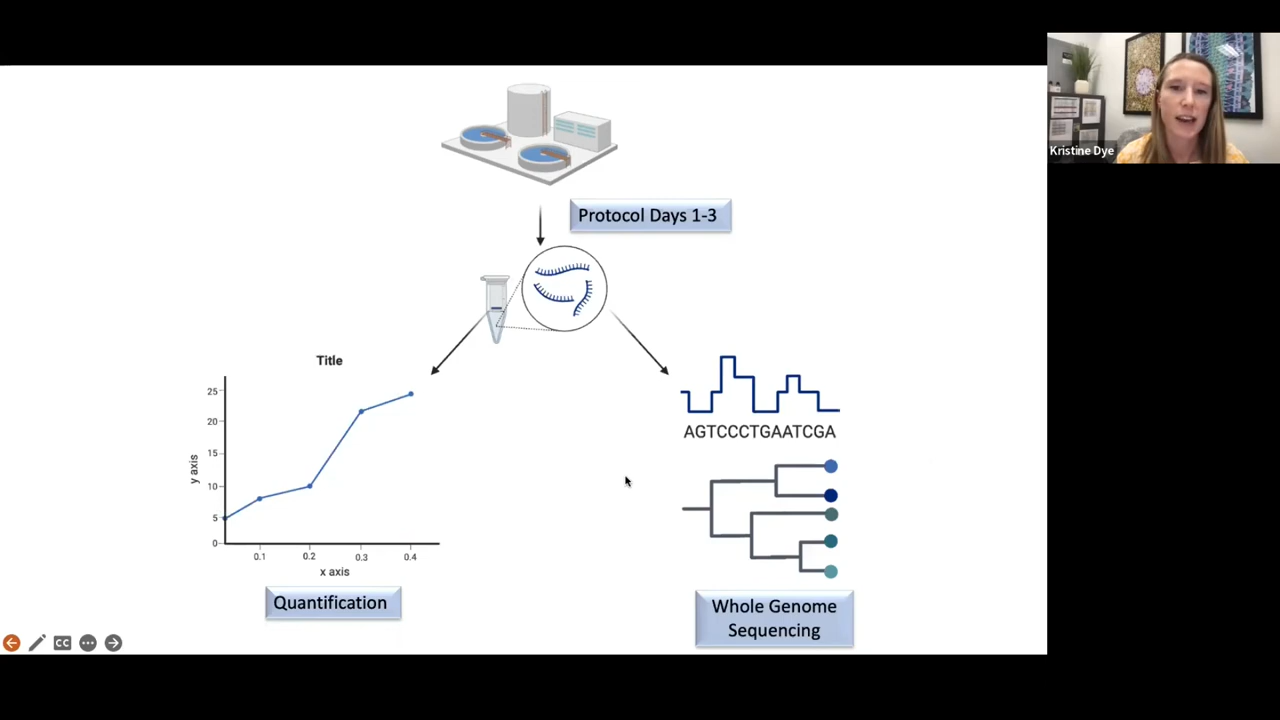 Kristine Dye
Protocol Days 1-3
Title
25
20
15
10
5
0
y axis
0.1
0.2
0.3
0.4
x axis
Quantification
AGTCCCTGAATCGA
Whole Genome
Sequencing
CC